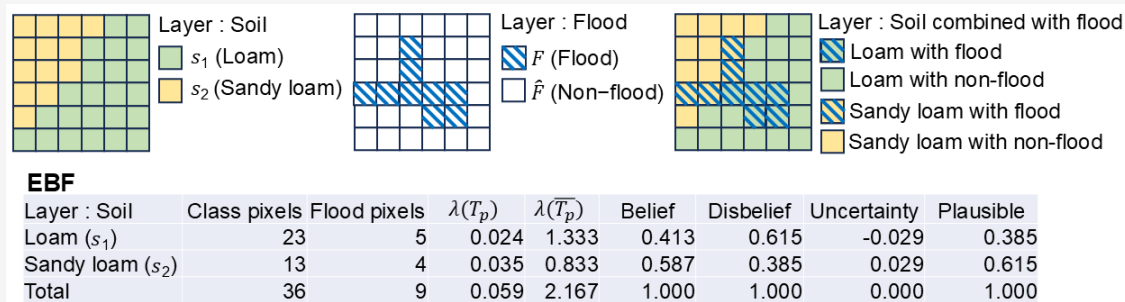 Layer : Soil
s₁ (Loam)
s₂ (Sandy loam)
Layer : Flood
F (Flood)
F̂ (Non−flood)
Layer : Soil combined with flood
Loam with flood
Loam with non-flood
Sandy loam with flood
Sandy loam with non-flood
EBF
Layer : Soil Class pixels Flood pixels λ(Tₚ) λ(T̅ₚ) Belief Disbelief Uncertainty Plausible
Loam (s₁) 23 5 0.024 1.333 0.413 0.615 -0.029 0.385
Sandy loam (s₂) 13 4 0.035 0.833 0.587 0.385 0.029 0.615
Total 36 9 0.059 2.167 1.000 1.000 0.000 1.000